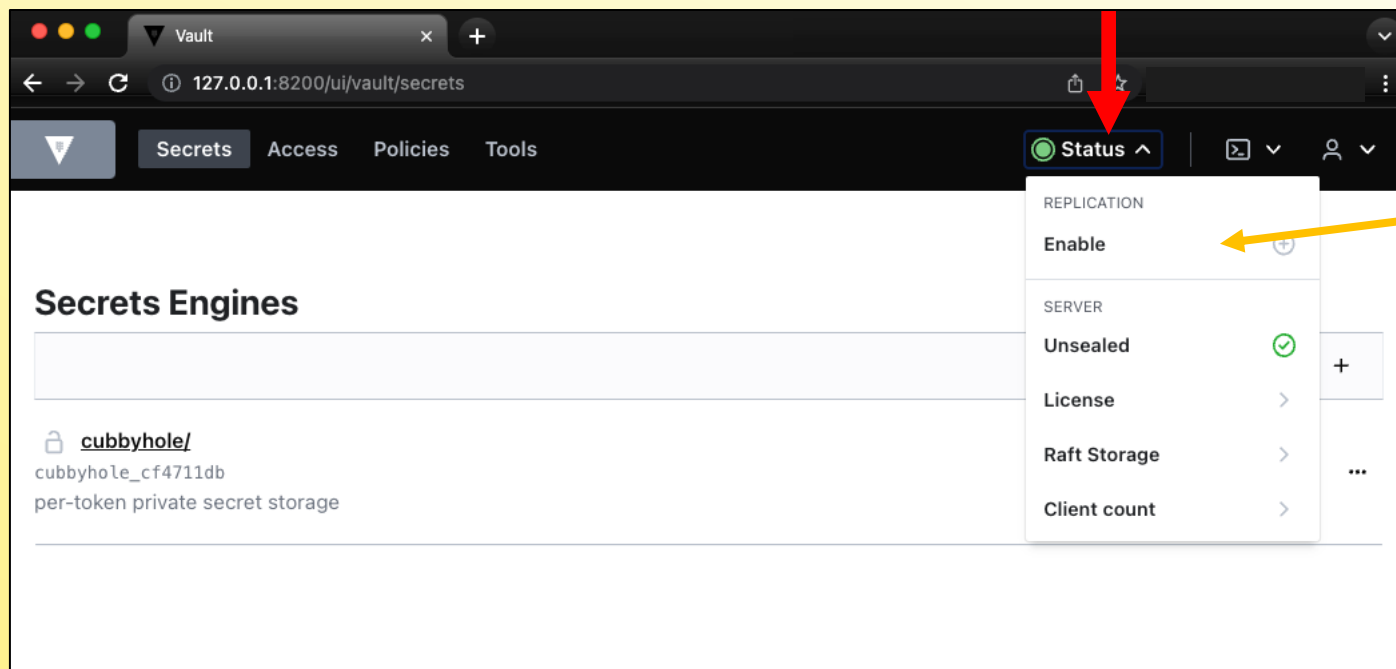 Vault
127.0.0.1:8200/ui/vault/secrets
Secrets Access Policies Tools Status
REPLICATION
Enable
Secrets Engines
SERVER
Unsealed
License
cubbyhole/
cubbyhole_cf4711db
Raft Storage
per-token private secret storage
Client count